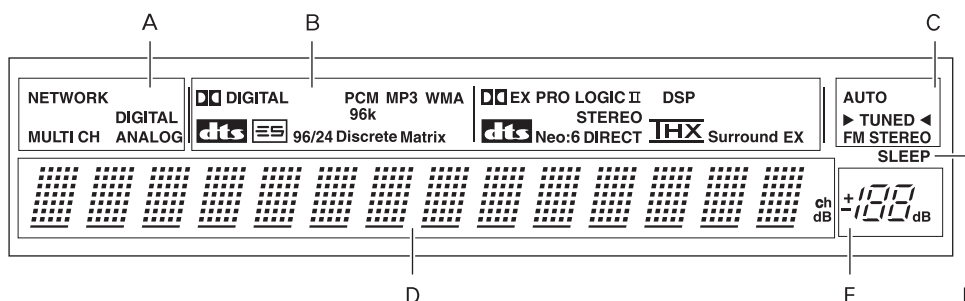 A B C
NETWORK
DIGITAL
MULTI CH ANALOG
DIGITAL PCM MP3 WMA
96k
dts ES 96/24 Discrete Matrix
EX PRO LOGIC II DSP
STEREO
dts Neo:6 DIRECT THX Surround EX
AUTO
▶ TUNED ◀
FM STEREO
SLEEP
ch
dB
+
-188 dB
D